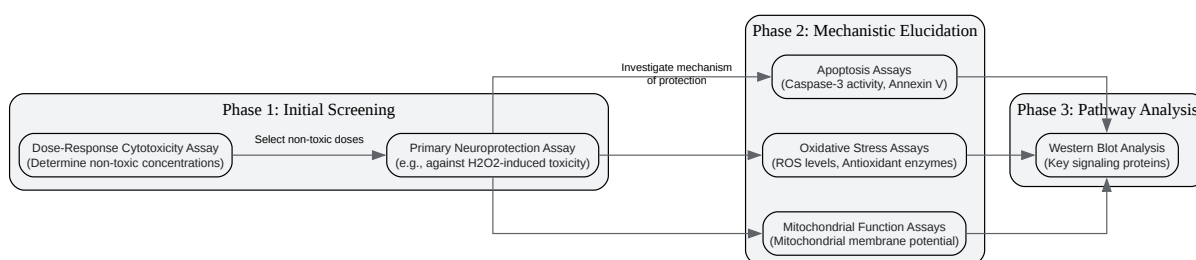 Phase 1: Initial Screening
Dose-Response Cytotoxicity Assay
(Determine non-toxic concentrations)
Select non-toxic doses
Primary Neuroprotection Assay
(e.g., against H2O2-induced toxicity)
Investigate mechanism
of protection
Phase 2: Mechanistic Elucidation
Apoptosis Assays
(Caspase-3 activity, Annexin V)
Oxidative Stress Assays
(ROS levels, Antioxidant enzymes)
Mitochondrial Function Assays
(Mitochondrial membrane potential)
Phase 3: Pathway Analysis
Western Blot Analysis
(Key signaling proteins)